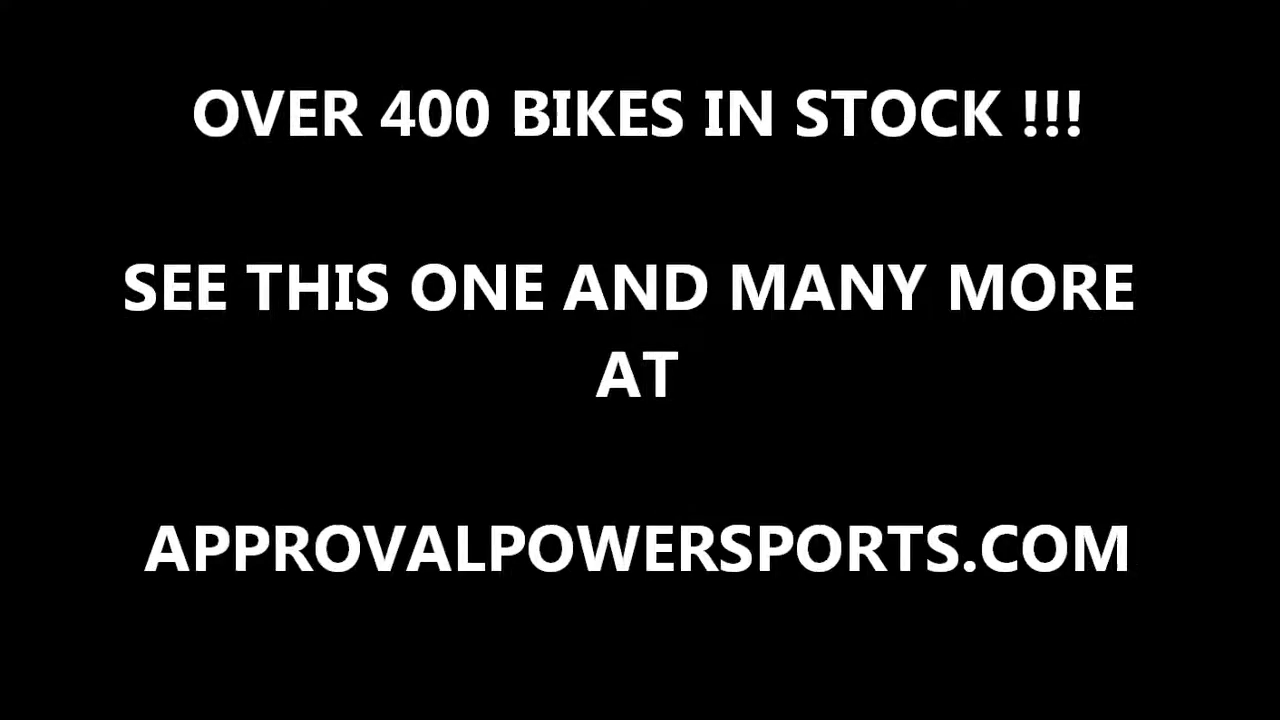 OVER 400 BIKES IN STOCK !!!
SEE THIS ONE AND MANY MORE
AT
APPROVALPOWERSPORTS.COM